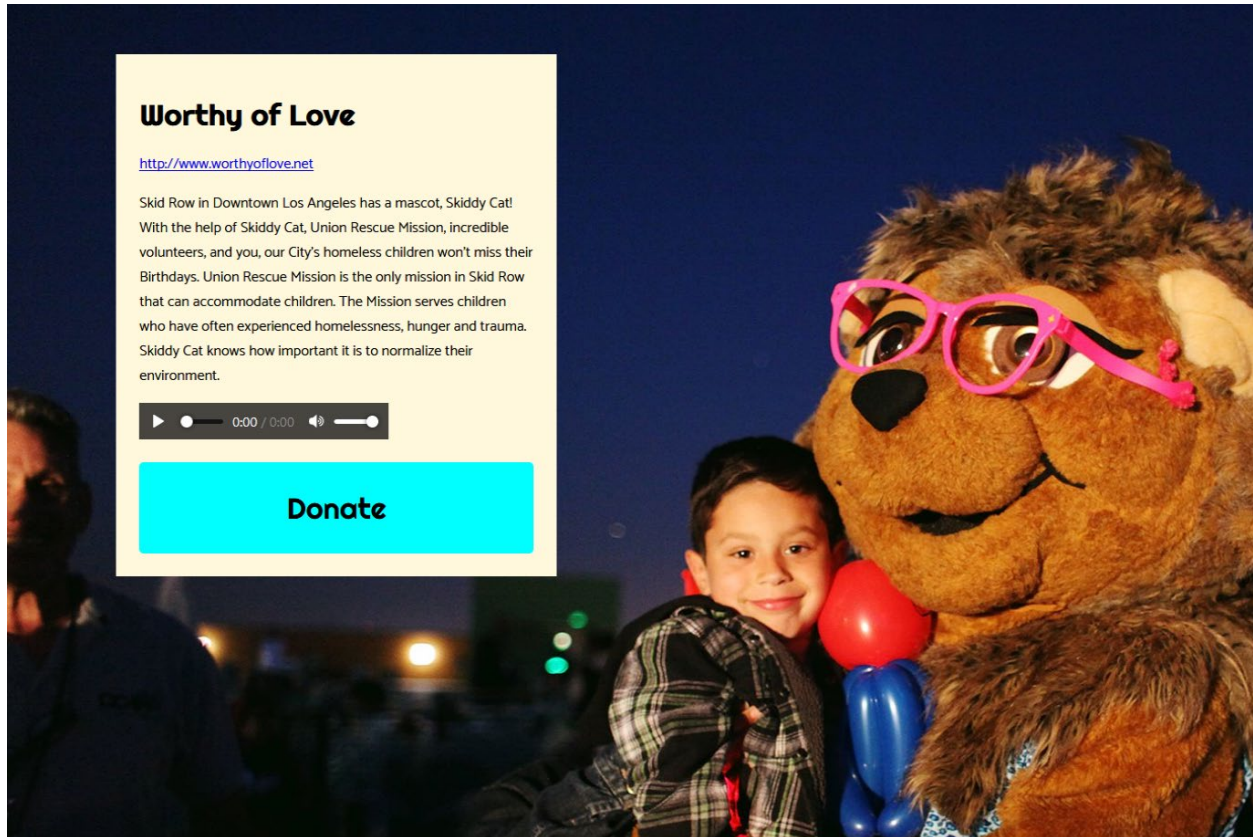 Worthy of Love
http://www.worthyoflove.net
Skid Row in Downtown Los Angeles has a mascot, Skiddy Cat!
With the help of Skiddy Cat, Union Rescue Mission, incredible
volunteers, and you, our City's homeless children won't miss their
Birthdays. Union Rescue Mission is the only mission in Skid Row
that can accommodate children. The Mission serves children
who have often experienced homelessness, hunger and trauma.
Skiddy Cat knows how important it is to normalize their
environment.
0:00 / 0:00
Donate